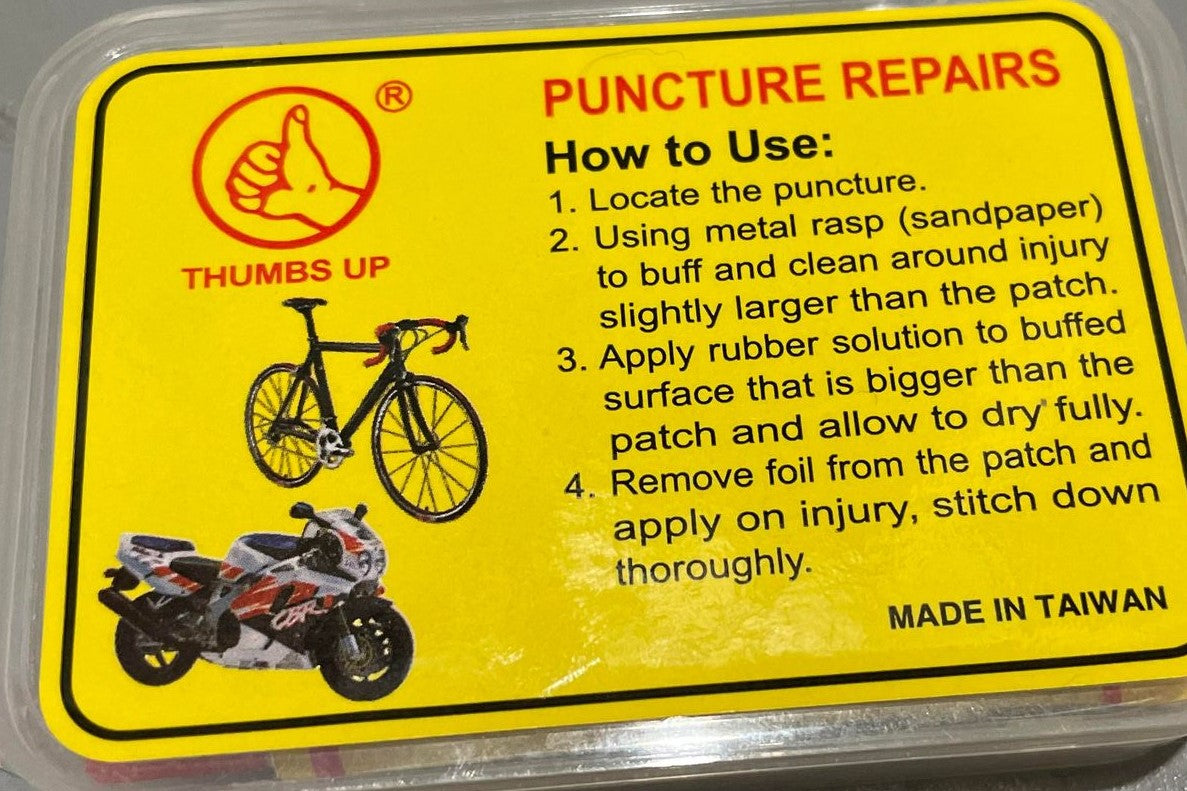 ®
THUMBS UP
PUNCTURE REPAIRS
How to Use:
1. Locate the puncture.
2. Using metal rasp (sandpaper)
to buff and clean around injury
slightly larger than the patch.
3. Apply rubber solution to buffed
surface that is bigger than the
patch and allow to dry fully.
4. Remove foil from the patch and
apply on injury, stitch down
thoroughly.
MADE IN TAIWAN
CBR